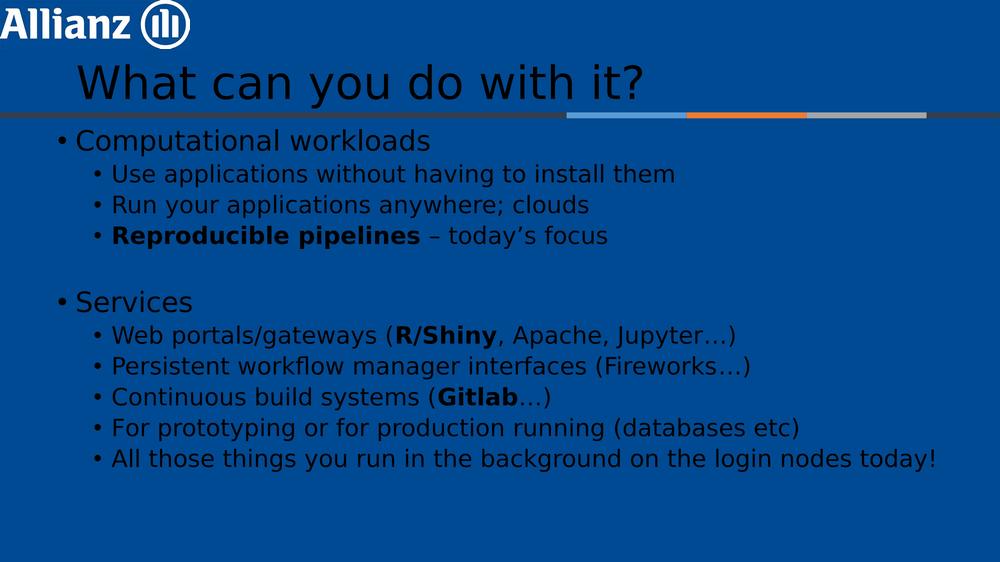 Allianz
What can you do with it?
• Computational workloads
• Use applications without having to install them
• Run your applications anywhere; clouds
• Reproducible pipelines – today’s focus
• Services
• Web portals/gateways (R/Shiny, Apache, Jupyter…)
• Persistent workflow manager interfaces (Fireworks…)
• Continuous build systems (Gitlab…)
• For prototyping or for production running (databases etc)
• All those things you run in the background on the login nodes today!